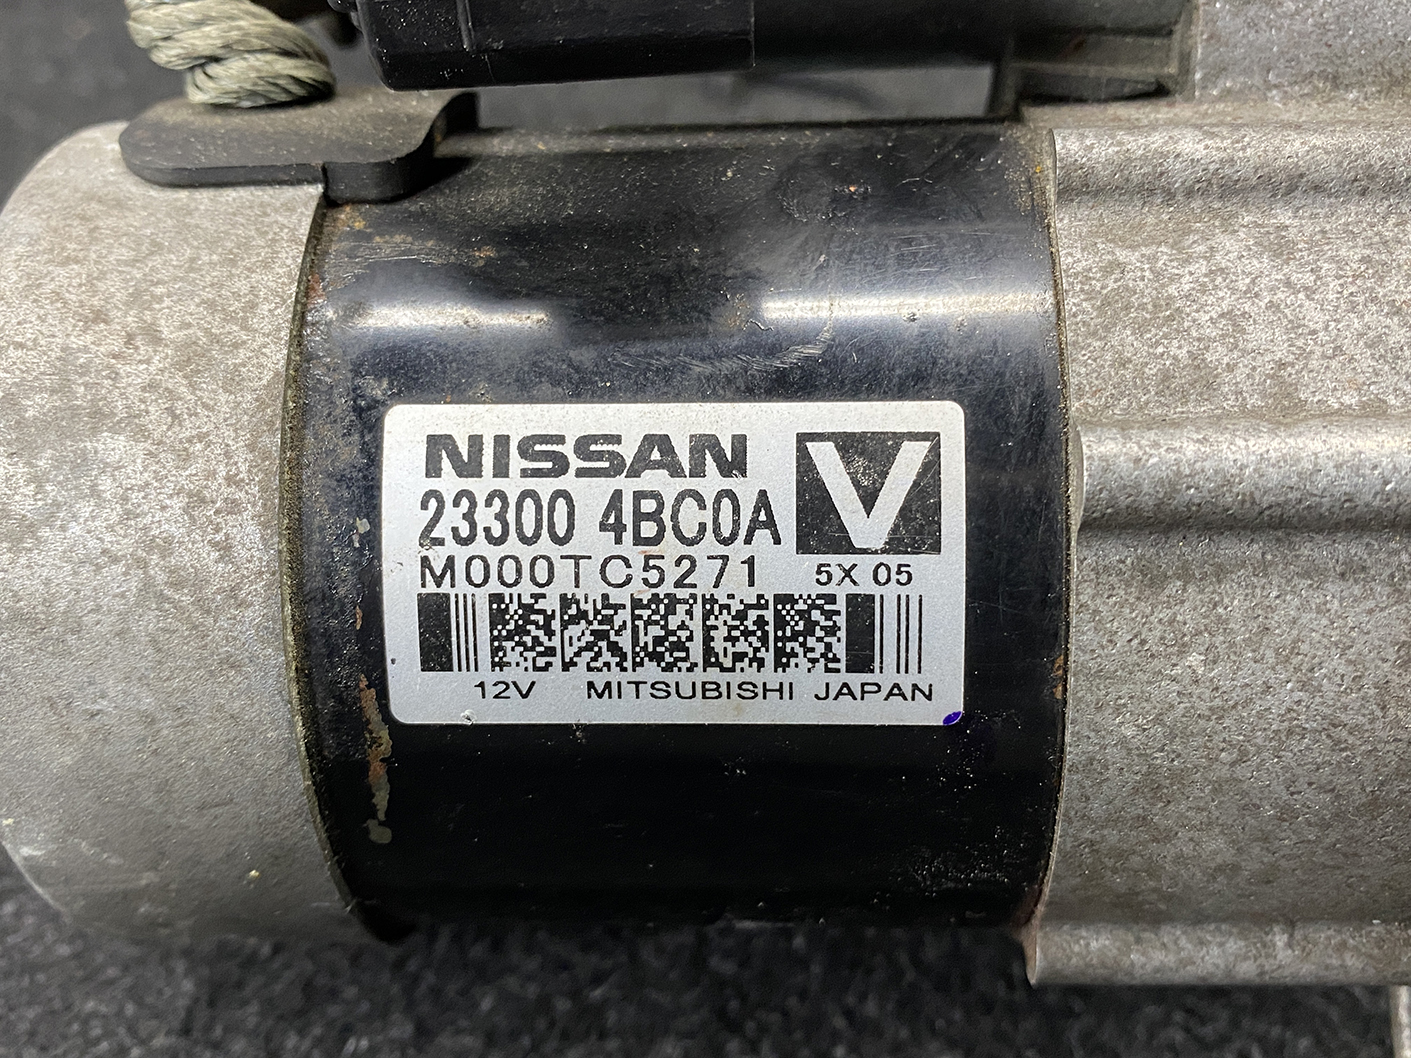 NISSAN
V
23300 4BC0A
M000TC5271
5X 05
12V MITSUBISHI JAPAN